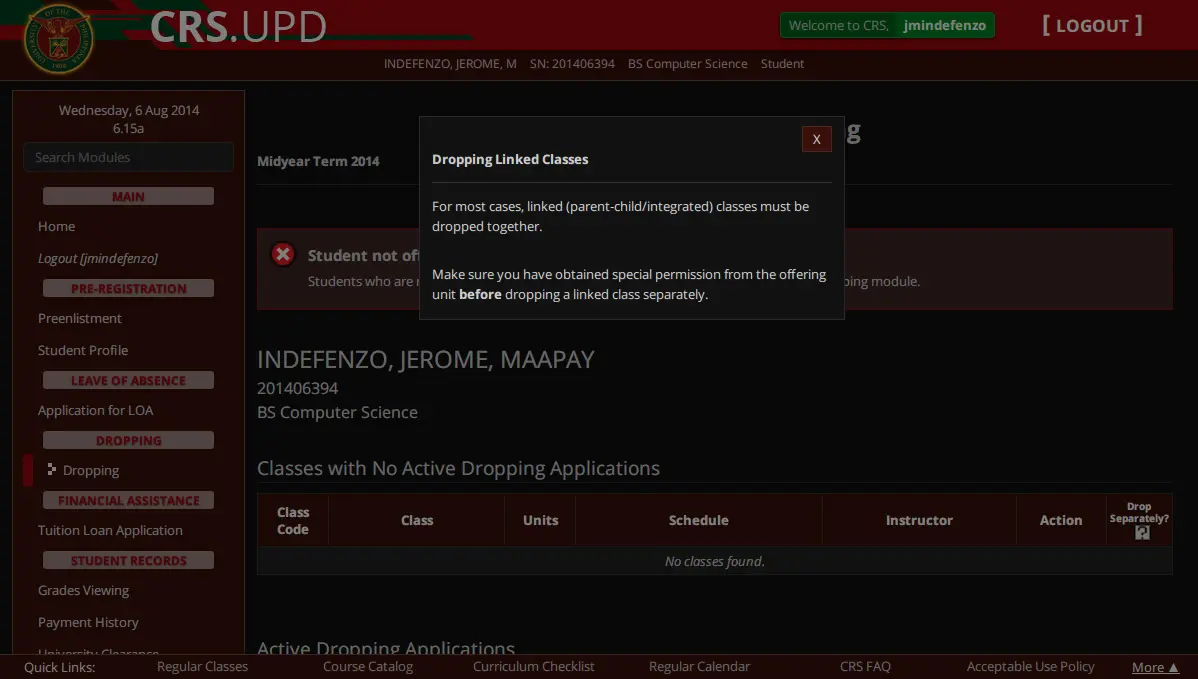 CRS.UPD
Welcome to CRS, jmindefenzo
[ LOGOUT ]
INDEFENZO, JEROME, M SN: 201406394 BS Computer Science Student
Wednesday, 6 Aug 2014
6.15a
Search Modules
MAIN
Home
Logout [jmindefenzo]
PRE-REGISTRATION
Preenlistment
Student Profile
LEAVE OF ABSENCE
Application for LOA
DROPPING
Dropping
FINANCIAL ASSISTANCE
Tuition Loan Application
STUDENT RECORDS
Grades Viewing
Payment History
University Clearance
g
Midyear Term 2014
X
Dropping Linked Classes
For most cases, linked (parent-child/integrated) classes must be
dropped together.
Make sure you have obtained special permission from the offering
unit before dropping a linked class separately.
Student not of
Students who are
ing module.
INDEFENZO, JEROME, MAAPAY
201406394
BS Computer Science
Classes with No Active Dropping Applications
Class
Code
Class
Units
Schedule
Instructor
Action
Drop
Separately?
?
No classes found.
Active Dropping Applications
Quick Links: Regular Classes Course Catalog Curriculum Checklist Regular Calendar CRS FAQ Acceptable Use Policy More ▲